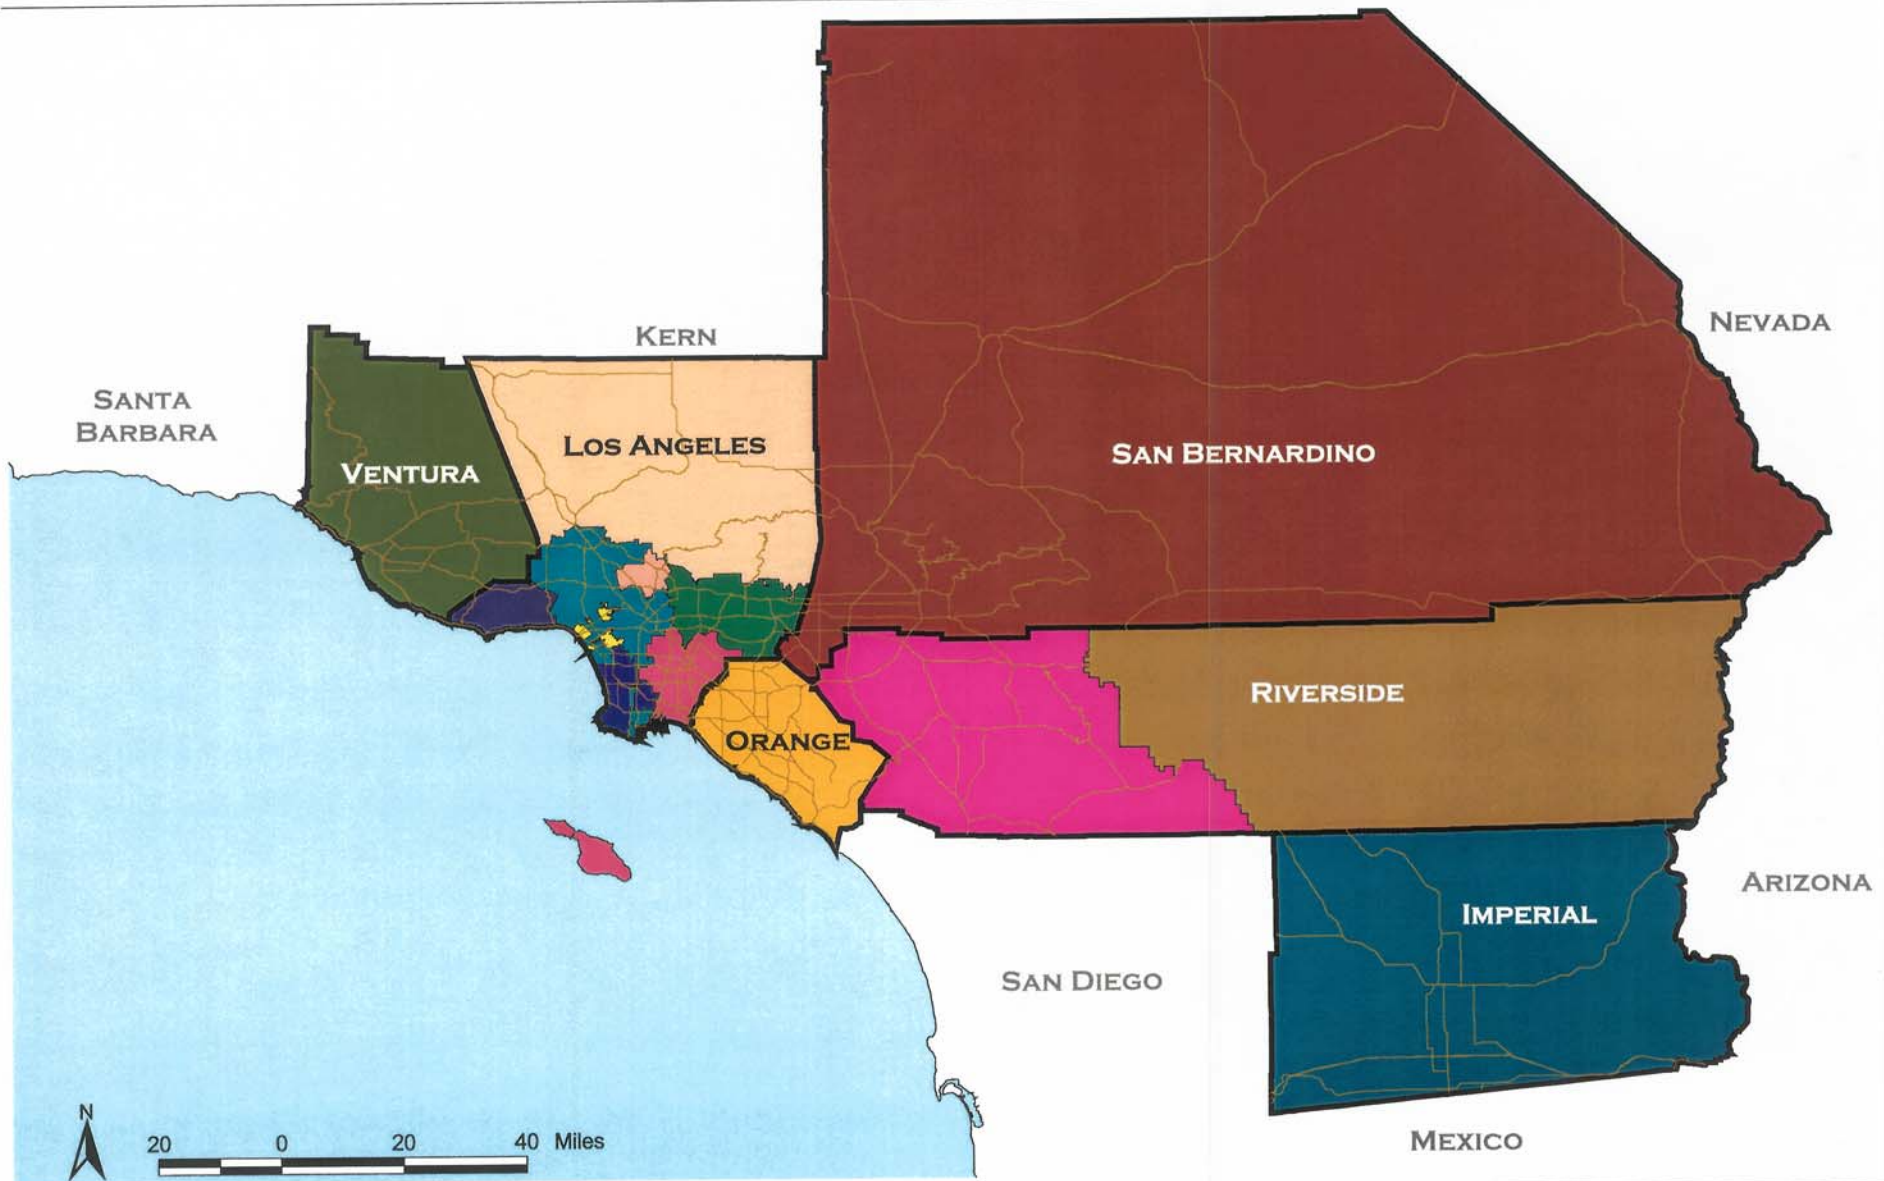 KERN
NEVADA
SANTA
BARBARA
LOS ANGELES
SAN BERNARDINO
VENTURA
RIVERSIDE
ORANGE
ARIZONA
IMPERIAL
SAN DIEGO
N
20 0 20 40 Miles
MEXICO